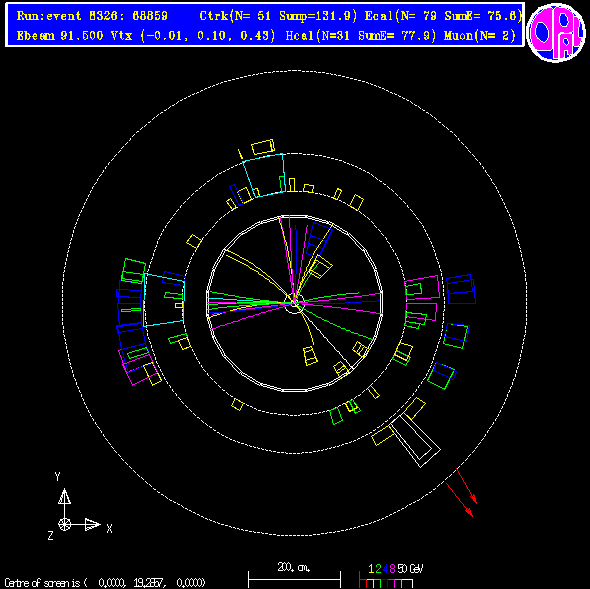 Run:event 8326: 68859 Ctrk(N= 51 Sump=131.9) Ecal(N= 79 SumE= 75.6)
Ebeam 91.500 Vtx (-0.01, 0.10, 0.43) Hcal(N=31 SumE= 77.9) Muon(N= 2)
OPAL
Y
X
Z
200. cm.
1 2 4 8 50 GeV
Centre of screen is ( 0.0000, 19.2857, 0.0000)